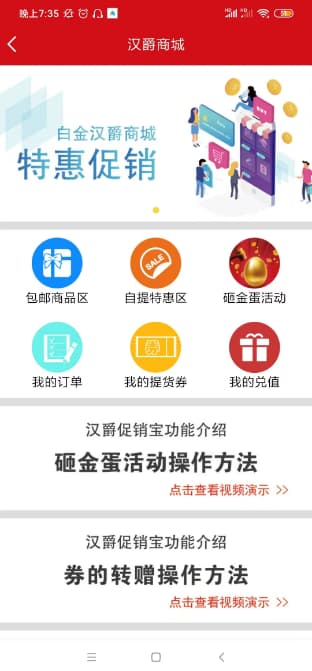 晚上7:35
汉爵商城
白金汉爵商城
特惠促销
包邮商品区
自提特惠区
砸金蛋活动
SALE
我的订单
我的提货券
我的兑值
汉爵促销宝功能介绍
砸金蛋活动操作方法
点击查看视频演示 >>
汉爵促销宝功能介绍
券的转赠操作方法
点击查看视频演示 >>